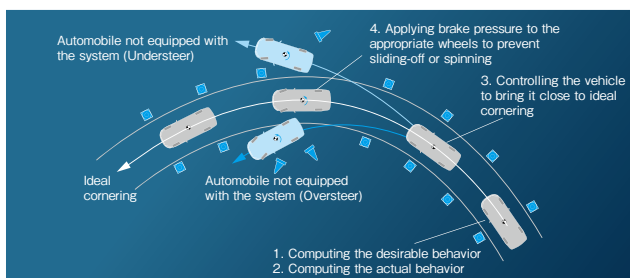 Automobile not equipped with
the system (Understeer)
4. Applying brake pressure to the
appropriate wheels to prevent
sliding-off or spinning
3. Controlling the vehicle
to bring it close to ideal
cornering
Ideal
cornering
Automobile not equipped
with the system (Oversteer)
1. Computing the desirable behavior
2. Computing the actual behavior